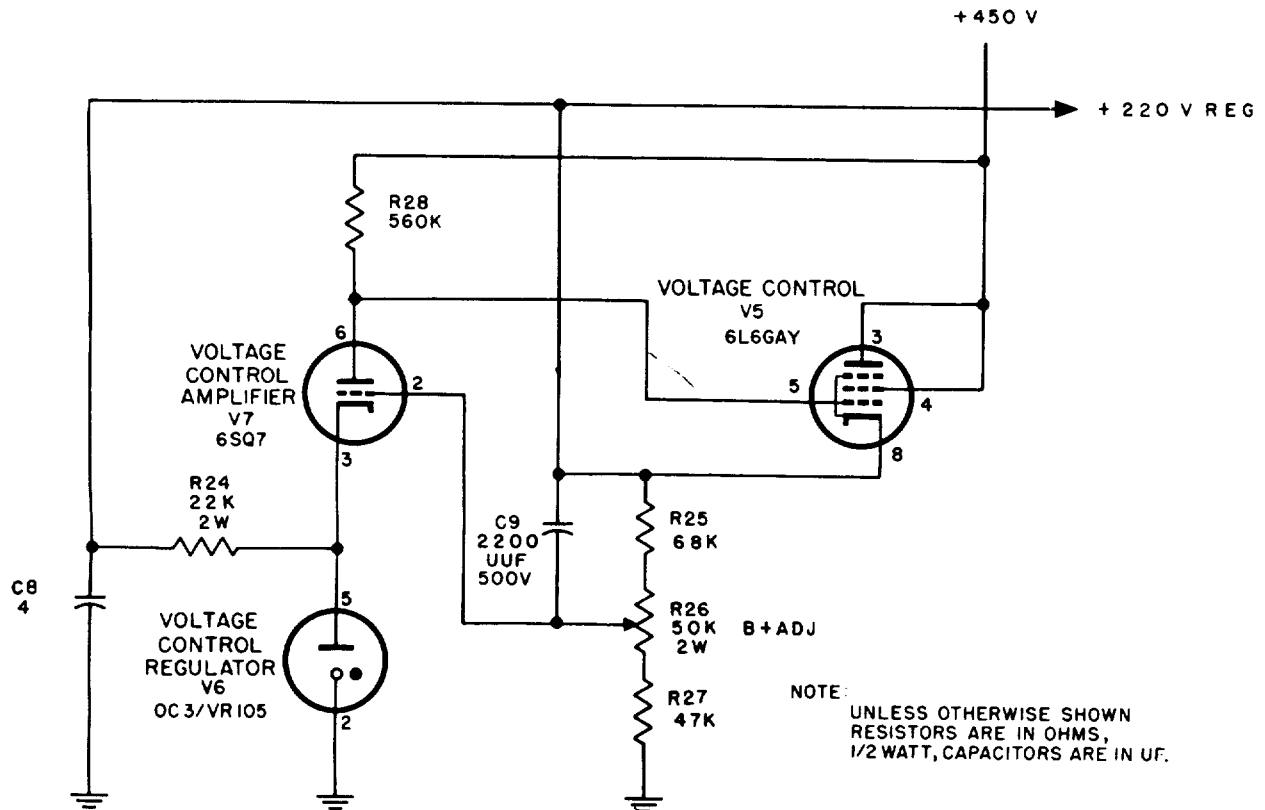 +450 V
+ 220 V REG
R28
560K
VOLTAGE CONTROL
V5
6L6GAY
3
5
4
8
6
VOLTAGE
CONTROL
AMPLIFIER
V7
6SQ7
2
3
R24
22K
2W
C9
2200
UUF
500V
R25
68K
C8
4
5
VOLTAGE
CONTROL
REGULATOR
V6
OC3/VR105
2
R26
50K B+ADJ
2W
R27
47K
NOTE:
UNLESS OTHERWISE SHOWN
RESISTORS ARE IN OHMS,
1/2 WATT, CAPACITORS ARE IN UF.